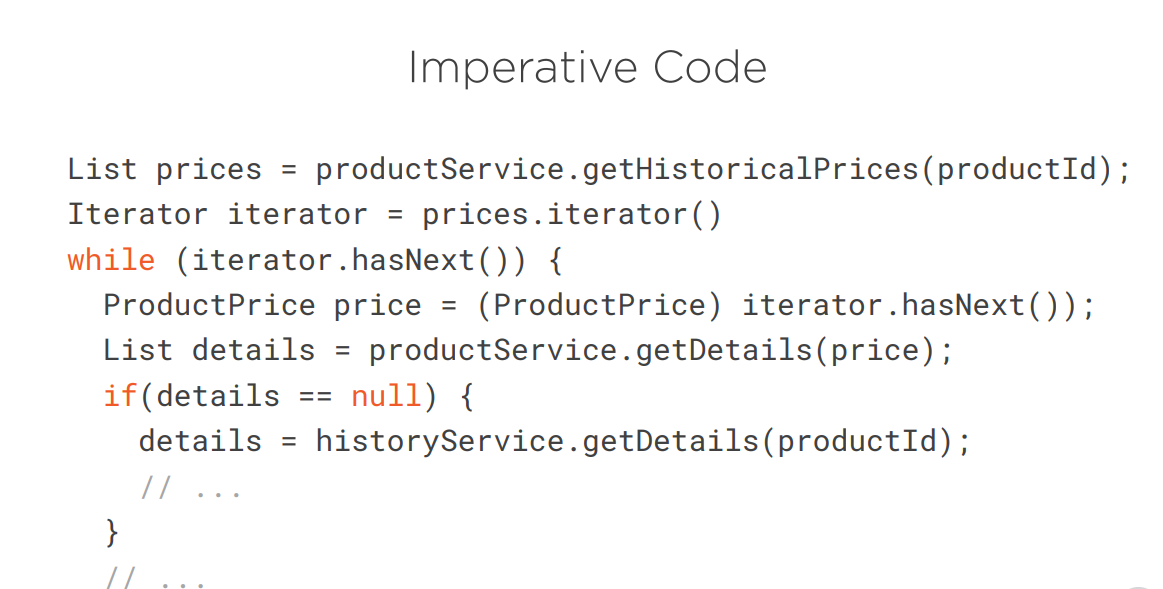 Imperative Code
List prices = productService.getHistoricalPrices(productId);
Iterator iterator = prices.iterator()
while (iterator.hasNext()) {
  ProductPrice price = (ProductPrice) iterator.hasNext());
  List details = productService.getDetails(price);
  if(details == null) {
    details = historyService.getDetails(productId);
    // ...
  }
  // ...